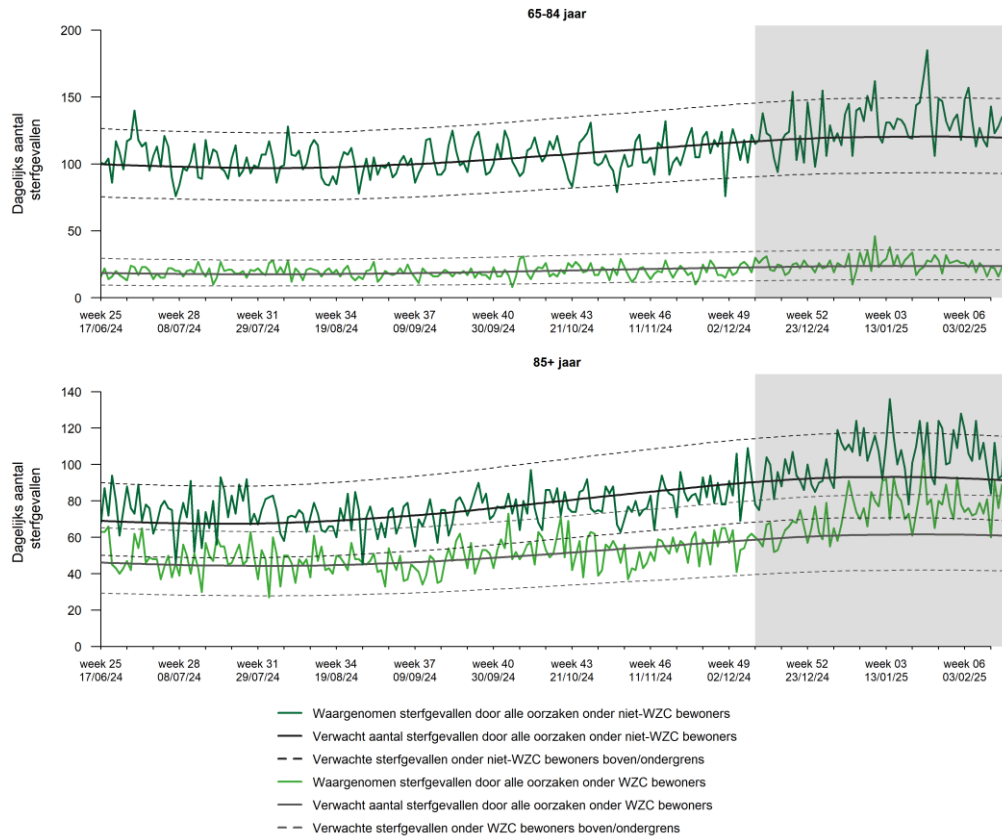 65-84 jaar
Dagelijks aantal
sterfgevallen
200
150
100
50
0
week 25 week 28 week 31 week 34 week 37 week 40 week 43 week 46 week 49 week 52 week 03 week 06
17/06/24 08/07/24 29/07/24 19/08/24 09/09/24 30/09/24 21/10/24 11/11/24 02/12/24 23/12/24 13/01/25 03/02/25
85+ jaar
Dagelijks aantal
sterfgevallen
140
120
100
80
60
40
20
0
week 25 week 28 week 31 week 34 week 37 week 40 week 43 week 46 week 49 week 52 week 03 week 06
17/06/24 08/07/24 29/07/24 19/08/24 09/09/24 30/09/24 21/10/24 11/11/24 02/12/24 23/12/24 13/01/25 03/02/25
Waargenomen sterfgevallen door alle oorzaken onder niet-WZC bewoners
Verwacht aantal sterfgevallen door alle oorzaken onder niet-WZC bewoners
Verwachte sterfgevallen onder niet-WZC bewoners boven/ondergrens
Waargenomen sterfgevallen door alle oorzaken onder WZC bewoners
Verwacht aantal sterfgevallen door alle oorzaken onder WZC bewoners
Verwachte sterfgevallen onder WZC bewoners boven/ondergrens